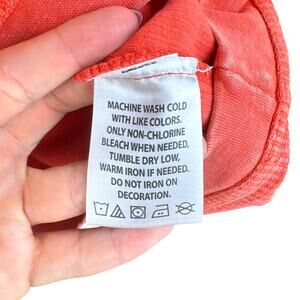 MACHINE WASH COLD
WITH LIKE COLORS.
ONLY NON-CHLORINE
BLEACH WHEN NEEDED,
TUMBLE DRY LOW,
WARM IRON IF NEEDED.
DO NOT IRON ON
DECORATION.